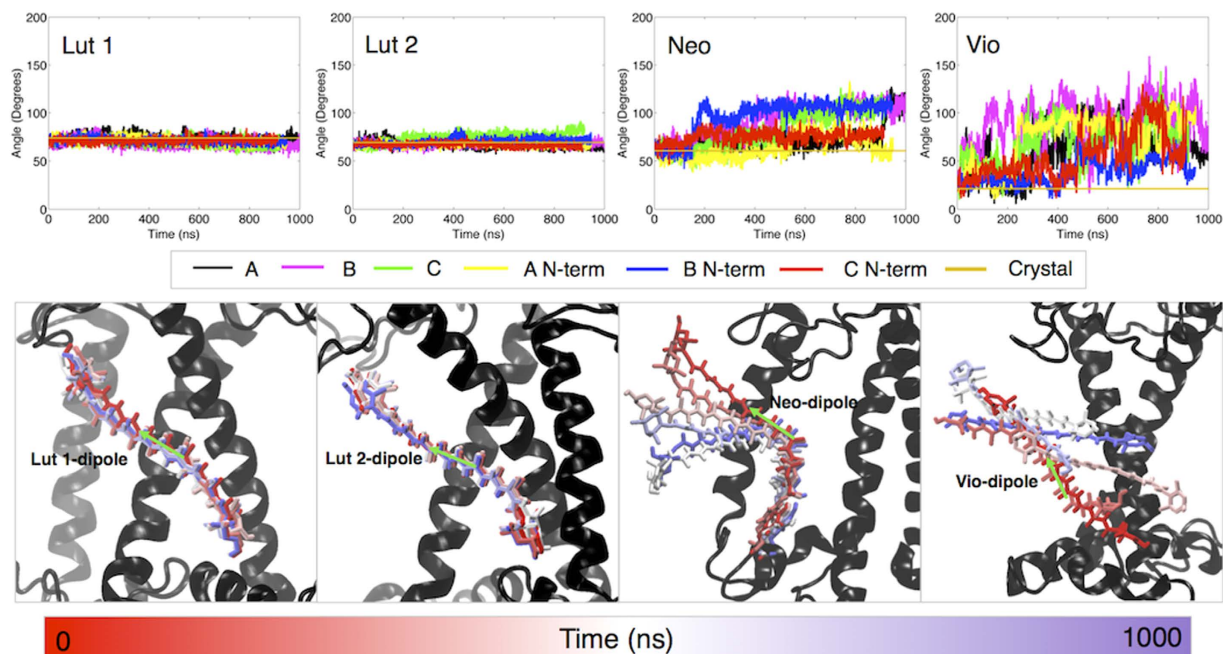 Lut 1
Angle (Degrees)
200
150
100
50
0
0 200 400 600 800 1000
Time (ns)
Lut 2
Angle (Degrees)
200
150
100
50
0
0 200 400 600 800 1000
Time (ns)
Neo
Angle (Degrees)
200
150
100
50
0
0 200 400 600 800 1000
Time (ns)
Vio
Angle (Degrees)
200
150
100
50
0
0 200 400 600 800 1000
Time (ns)
A B C A N-term B N-term C N-term Crystal
Lut 1-dipole
Lut 2-dipole
Neo-dipole
Vio-dipole
0 Time (ns) 1000